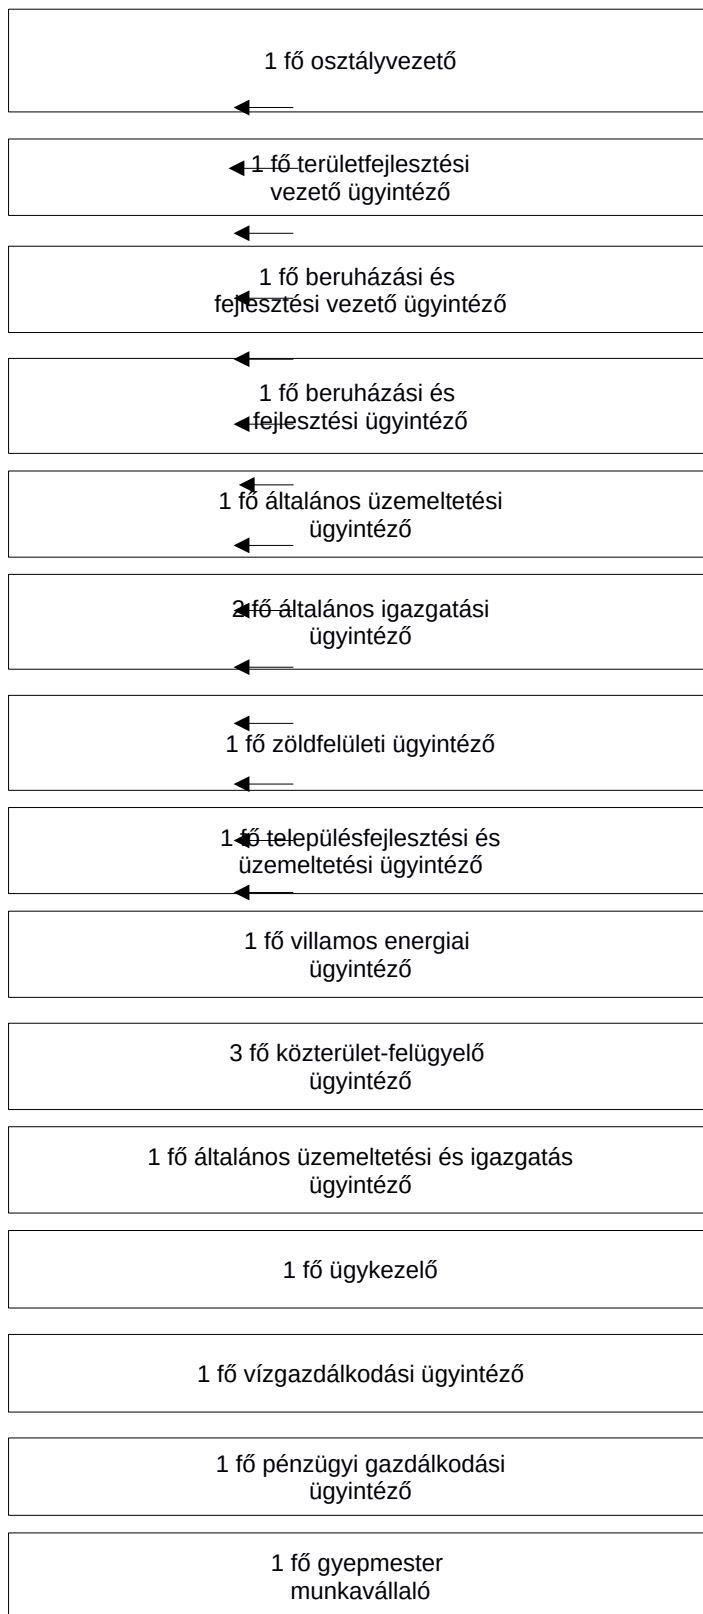 1 fő osztályvezető
1 fő területfejlesztési
vezető ügyintéző
1 fő beruházási és
fejlesztési vezető ügyintéző
1 fő beruházási és
fejlesztési ügyintéző
1 fő általános üzemeltetési
ügyintéző
2 fő általános igazgatási
ügyintéző
1 fő zöldfelületi ügyintéző
1 fő településfejlesztési és
üzemeltetési ügyintéző
1 fő villamos energiai
ügyintéző
3 fő közterület-felügyelő
ügyintéző
1 fő általános üzemeltetési és igazgatás
ügyintéző
1 fő ügykezelő
1 fő vízgazdálkodási ügyintéző
1 fő pénzügyi gazdálkodási
ügyintéző
1 fő gyepmester
munkavállaló